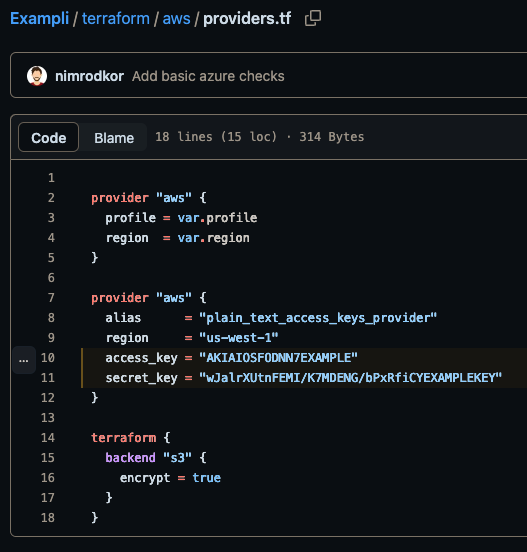 Exampli / terraform / aws / providers.tf
nimrodkor Add basic azure checks
Code Blame 18 lines (15 loc) · 314 Bytes
1
2 provider "aws" {
3 profile = var.profile
4 region = var.region
5 }
6
7 provider "aws" {
8 alias = "plain_text_access_keys_provider"
9 region = "us-west-1"
10 access_key = "AKIAIOSFODNN7EXAMPLE"
11 secret_key = "wJalrXUtnFEMI/K7MDENG/bPxRfiCYEXAMPLEKEY"
12 }
13
14 terraform {
15 backend "s3" {
16 encrypt = true
17 }
18 }